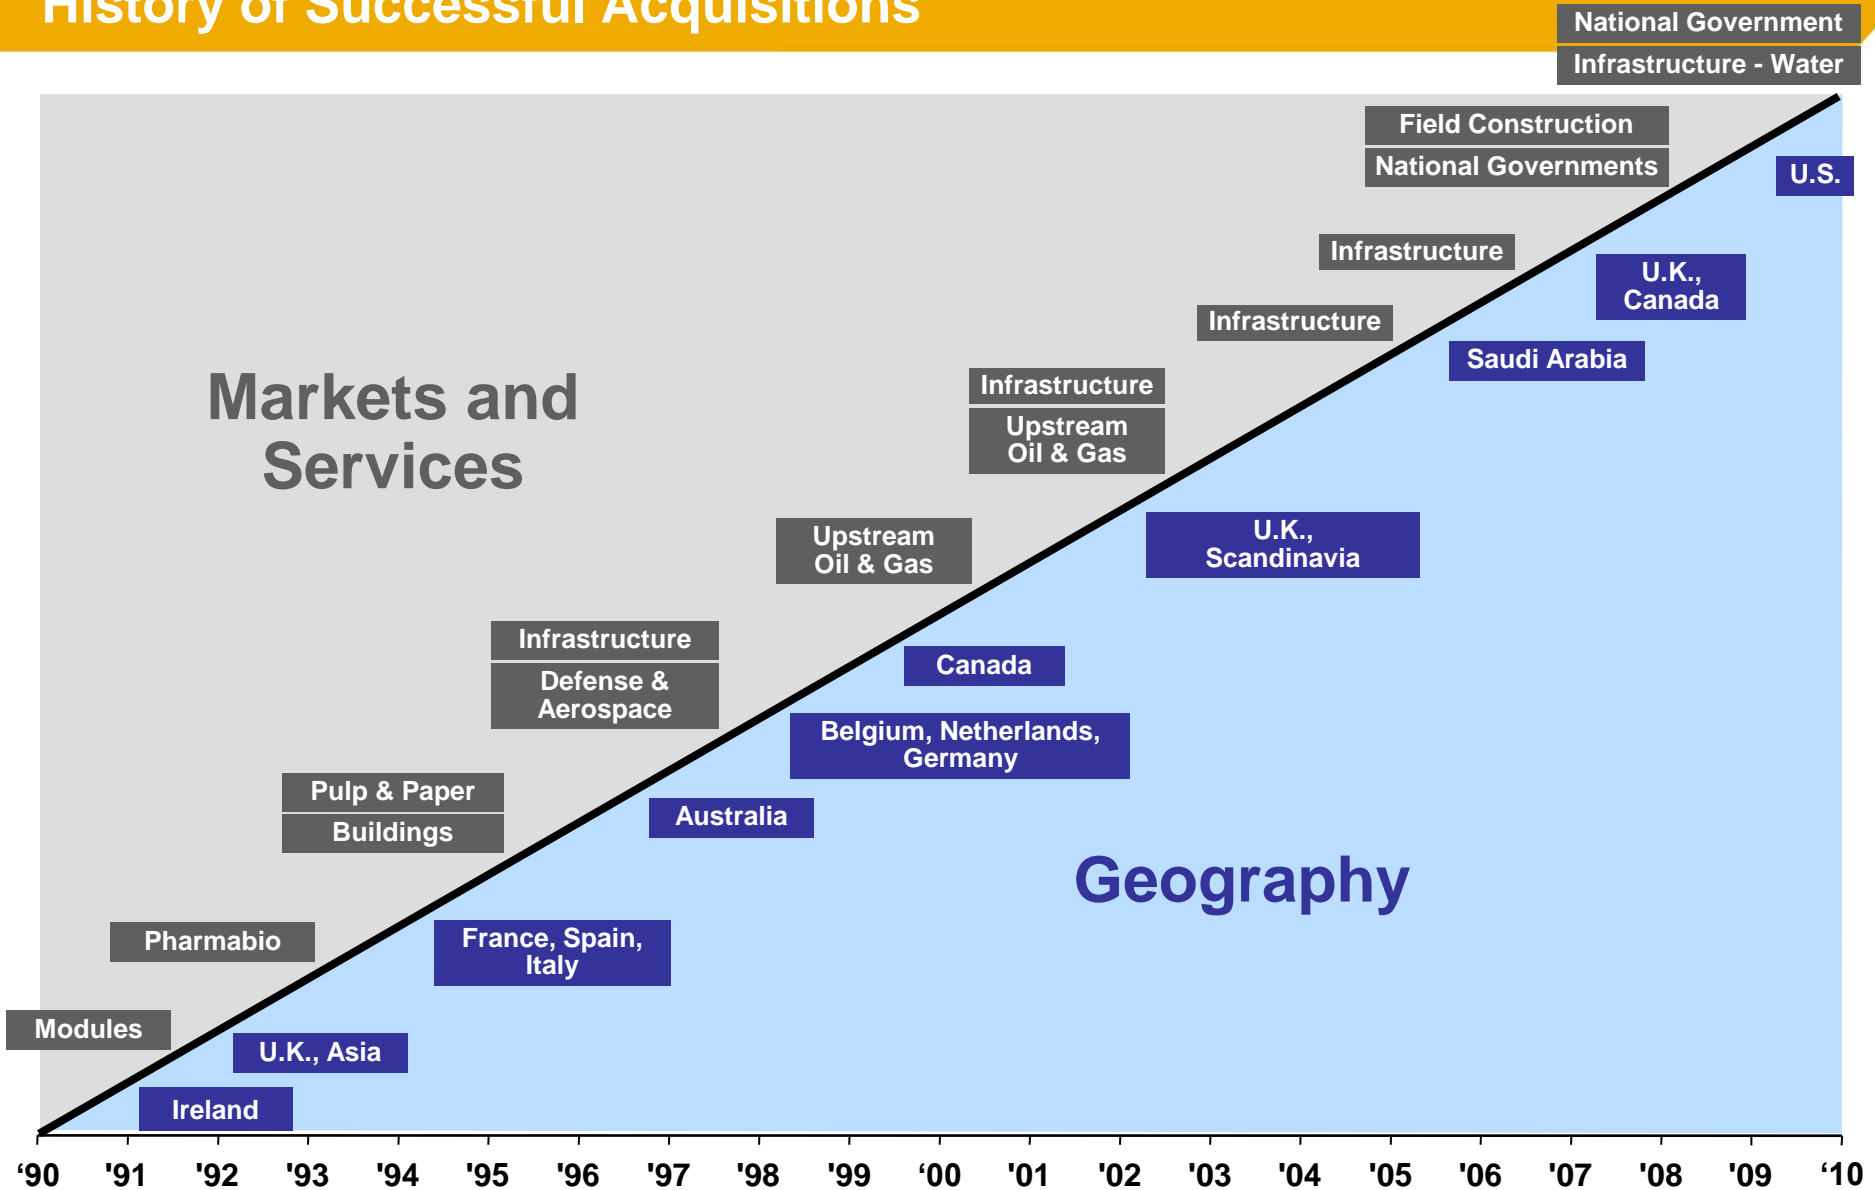 History of Successful Acquisitions
National Government
Infrastructure - Water
Field Construction
National Governments
U.S.
Infrastructure
U.K.,
Canada
Infrastructure
Saudi Arabia
Infrastructure
Upstream
Oil & Gas
Markets and
Services
U.K.,
Scandinavia
Upstream
Oil & Gas
Infrastructure
Defense &
Aerospace
Canada
Belgium, Netherlands,
Germany
Pulp & Paper
Buildings
Australia
Geography
Pharmabio
France, Spain,
Italy
Modules
U.K., Asia
Ireland
‘90 '91 '92 '93 '94 '95 '96 '97 '98 '99 ‘00 '01 '02 '03 '04 '05 '06 '07 '08 '09 ‘10